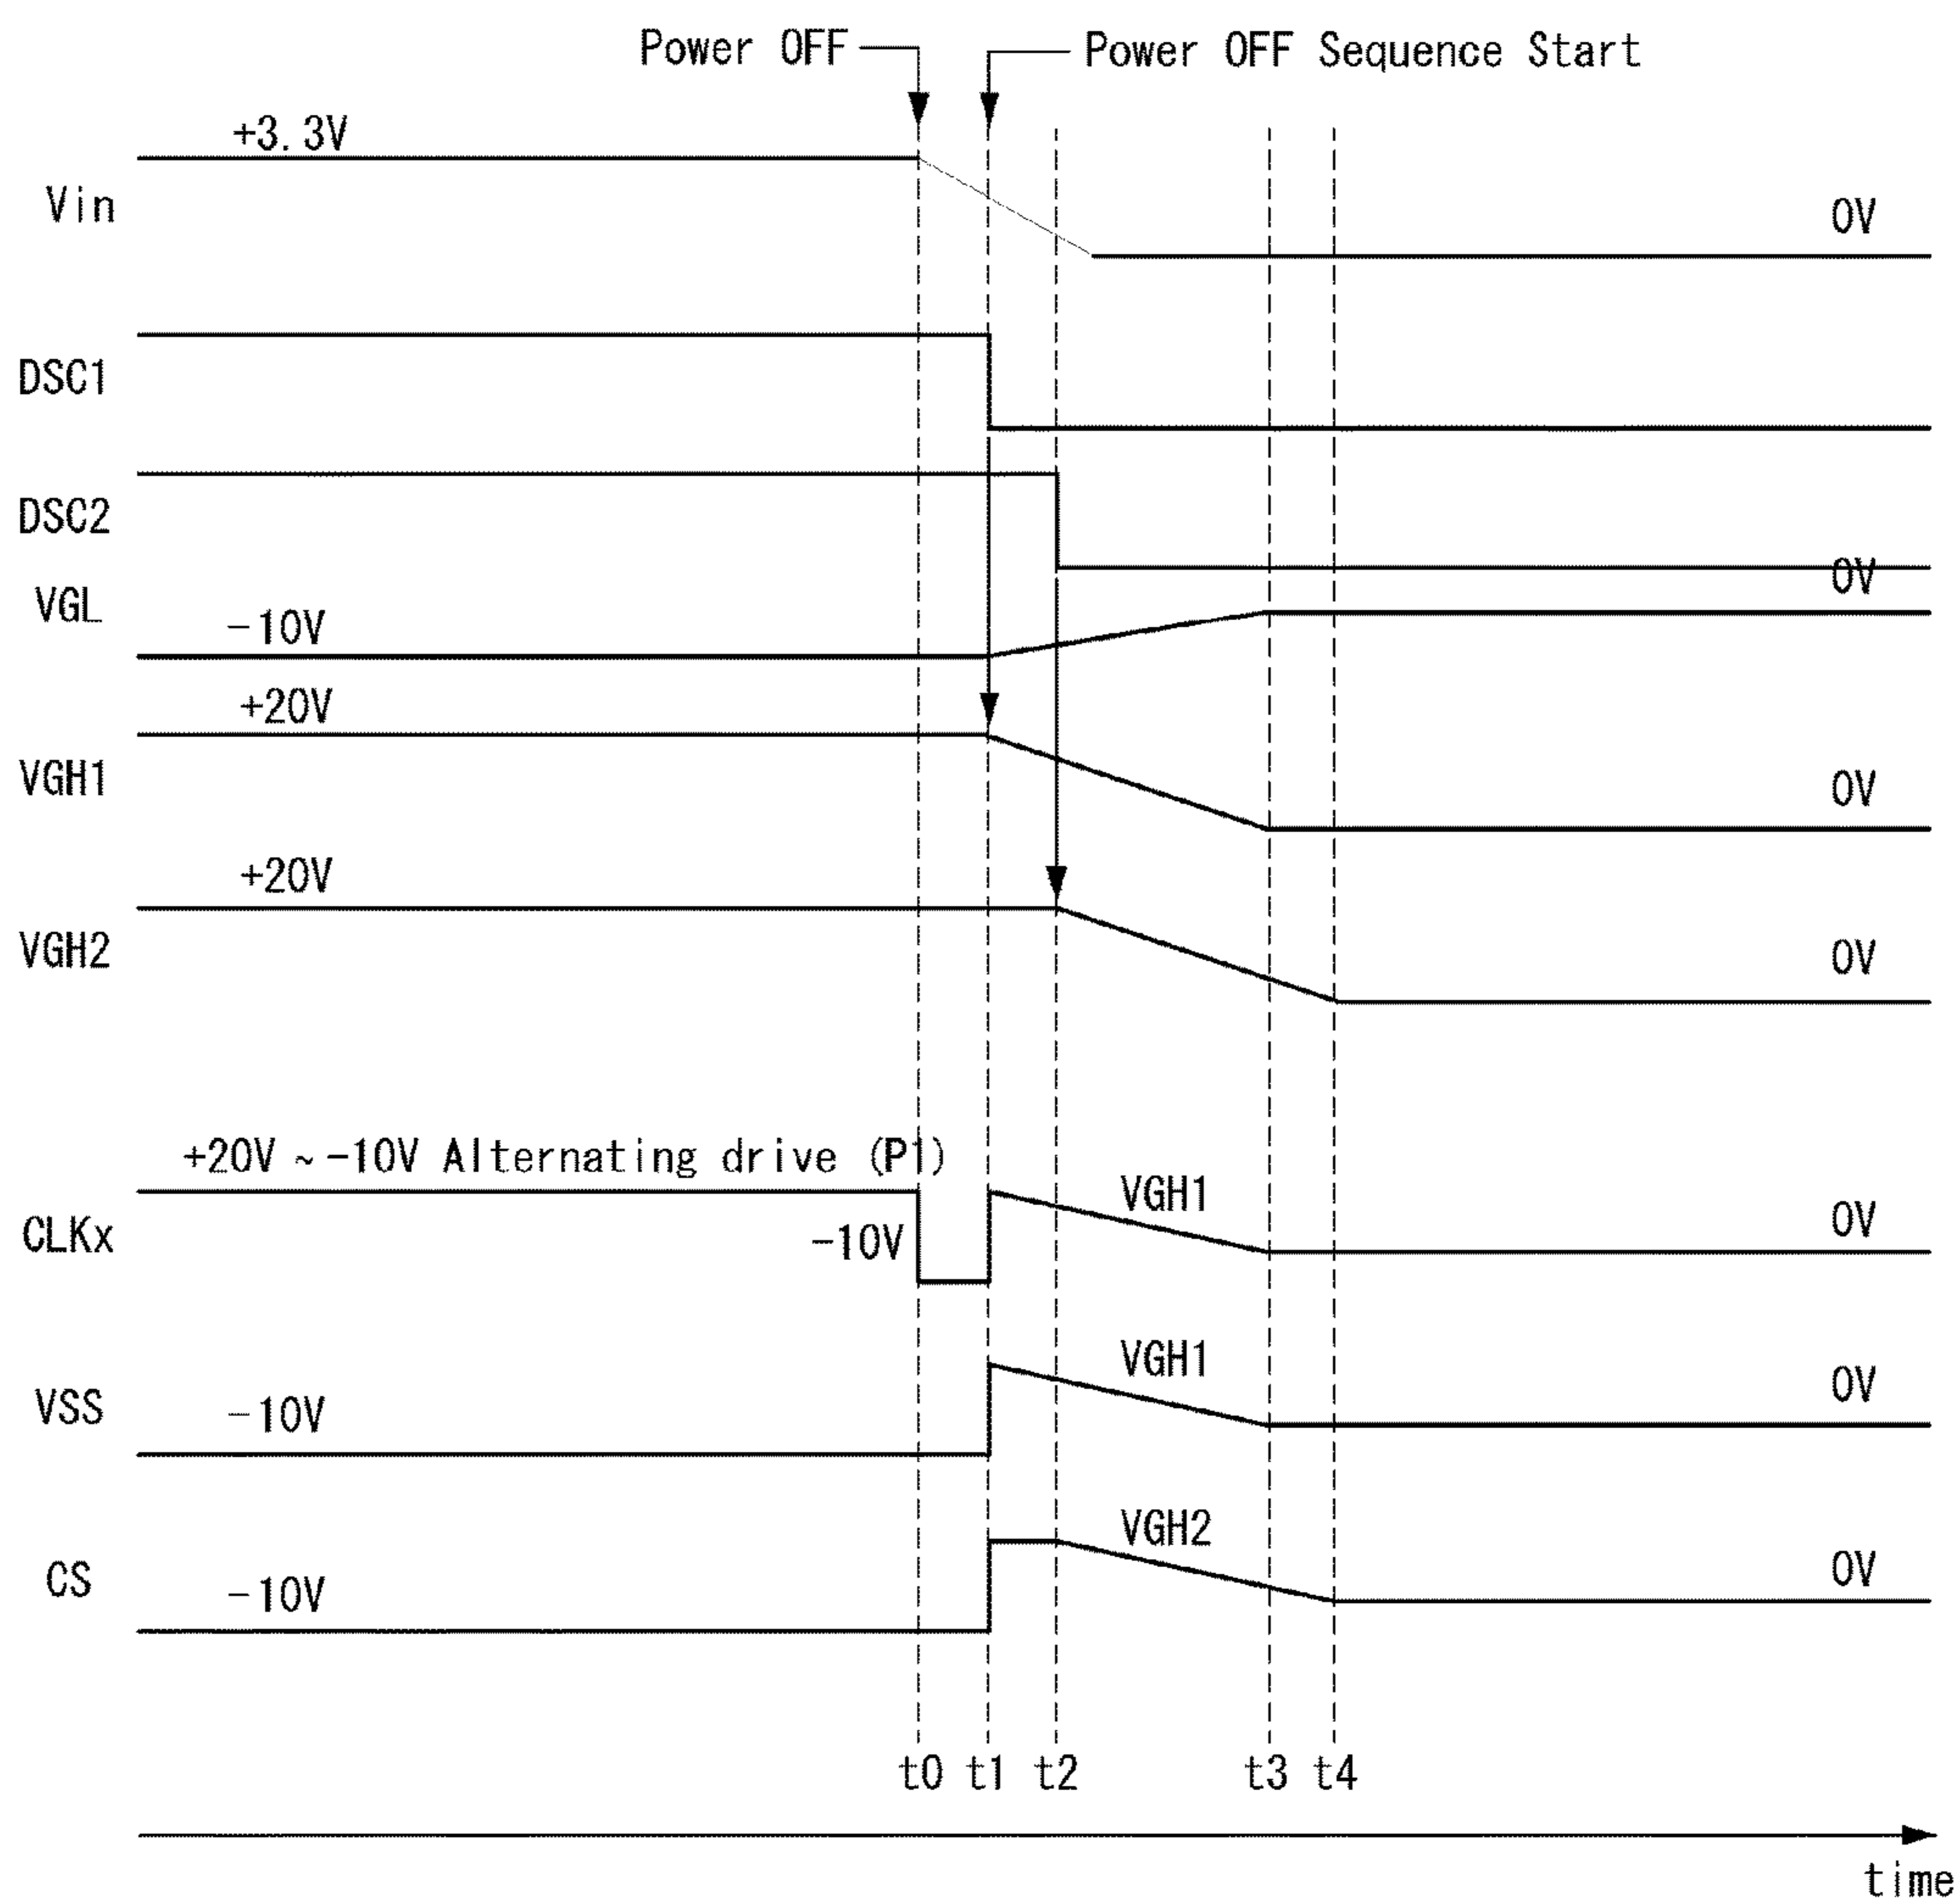 Power OFF
Power OFF Sequence Start
+3.3V
Vin
0V
DSC1
DSC2
0V
VGL
-10V
+20V
VGH1
0V
+20V
VGH2
0V
+20V ~ -10V Alternating drive (P1)
VGH1
CLKx
-10V
0V
VGH1
VSS
-10V
0V
VGH2
CS
-10V
0V
t0 t1 t2 t3 t4
time